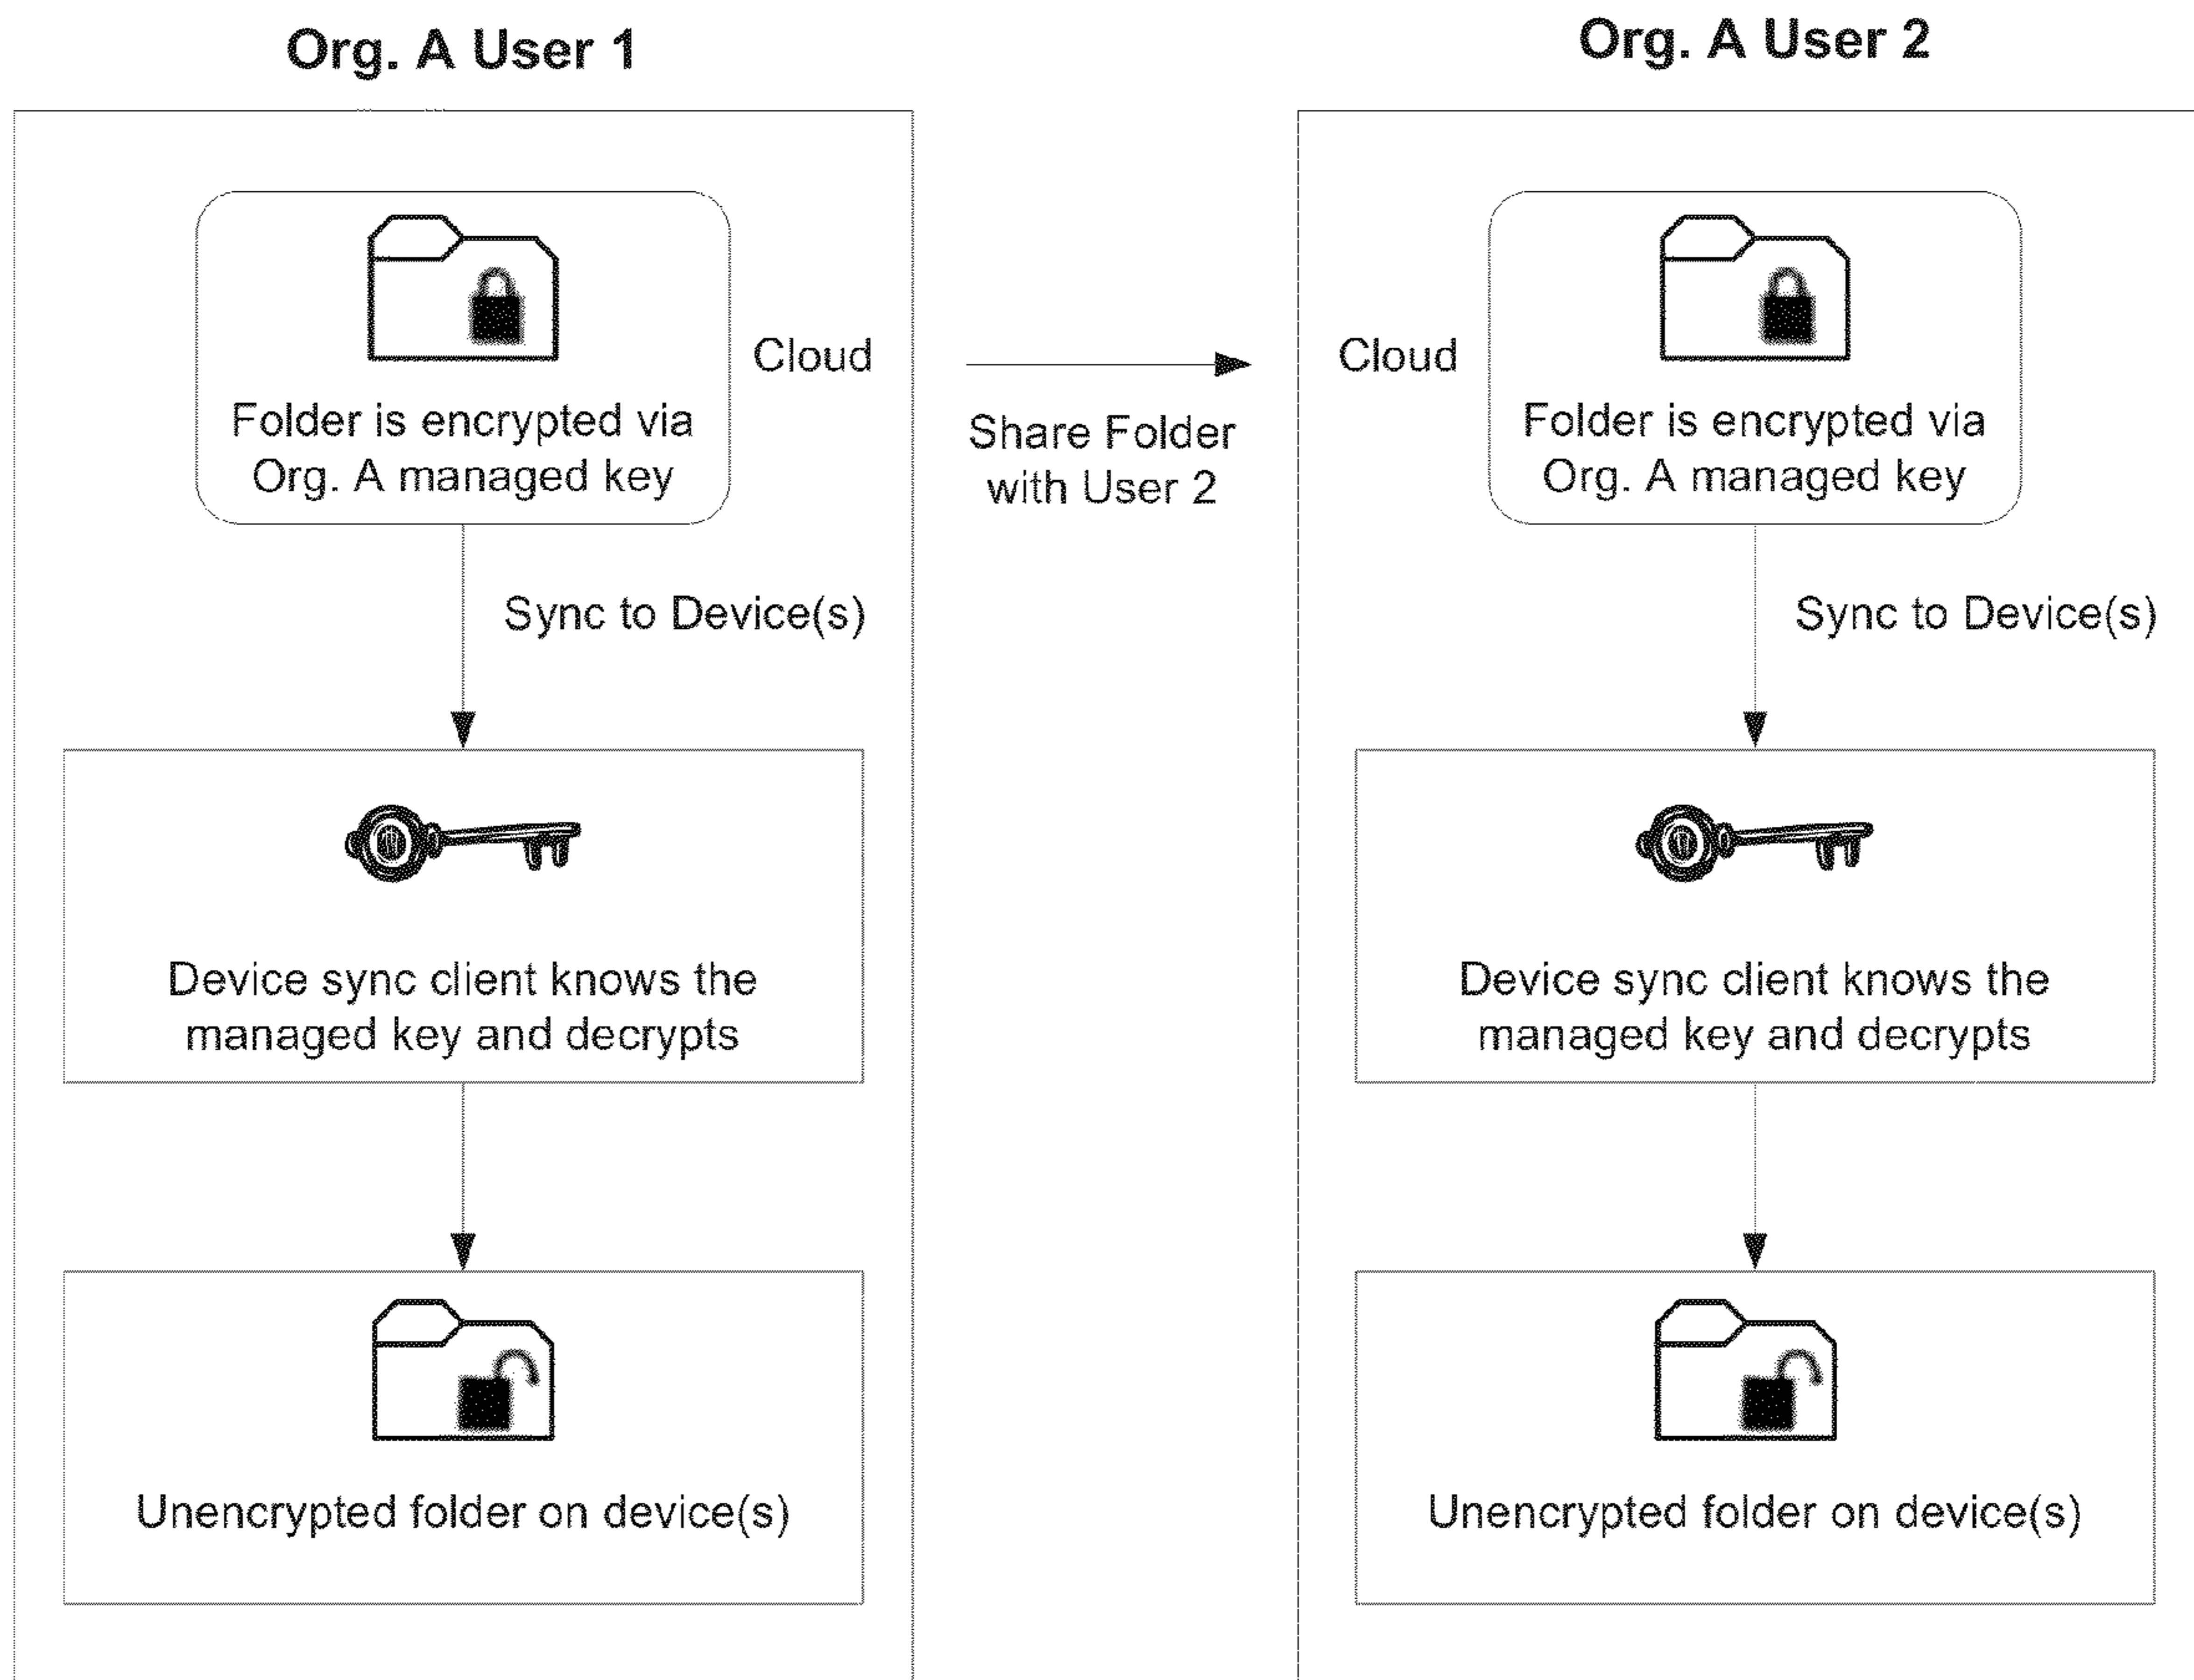 Org. A User 1
Cloud
Folder is encrypted via
Org. A managed key
Sync to Device(s)
Device sync client knows the
managed key and decrypts
Unencrypted folder on device(s)
Share Folder
with User 2
Org. A User 2
Cloud
Folder is encrypted via
Org. A managed key
Sync to Device(s)
Device sync client knows the
managed key and decrypts
Unencrypted folder on device(s)